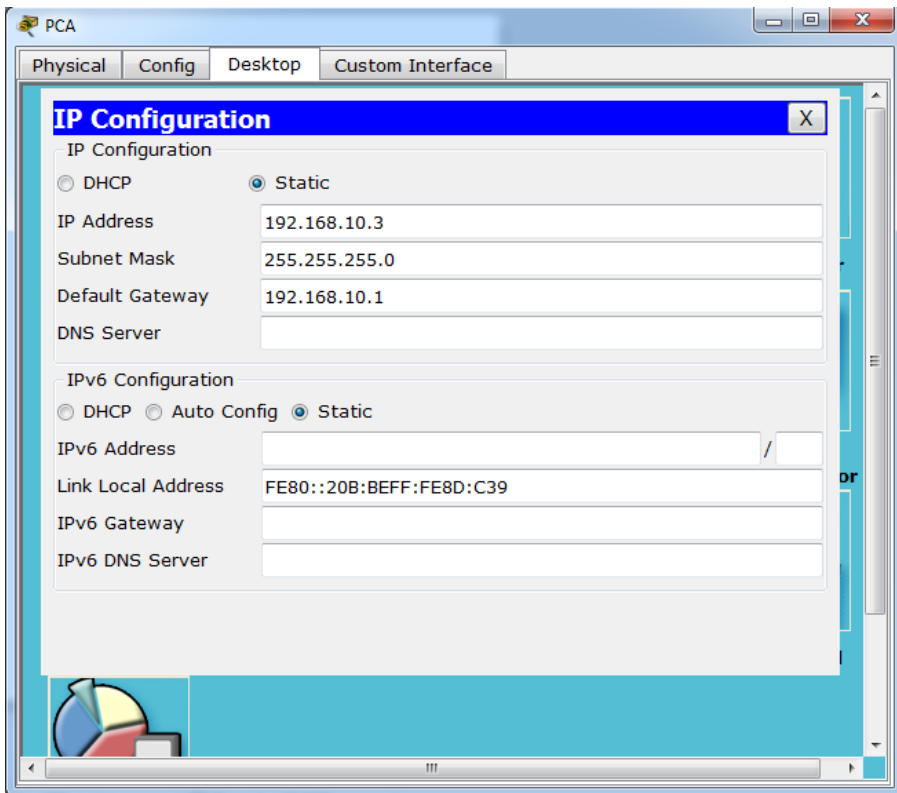 PCA
Physical Config Desktop Custom Interface
IP Configuration X
IP Configuration
DHCP Static
IP Address 192.168.10.3
Subnet Mask 255.255.255.0
Default Gateway 192.168.10.1
DNS Server
IPv6 Configuration
DHCP Auto Config Static
IPv6 Address /
Link Local Address FE80::20B:BEFF:FE8D:C39
IPv6 Gateway
or
IPv6 DNS Server